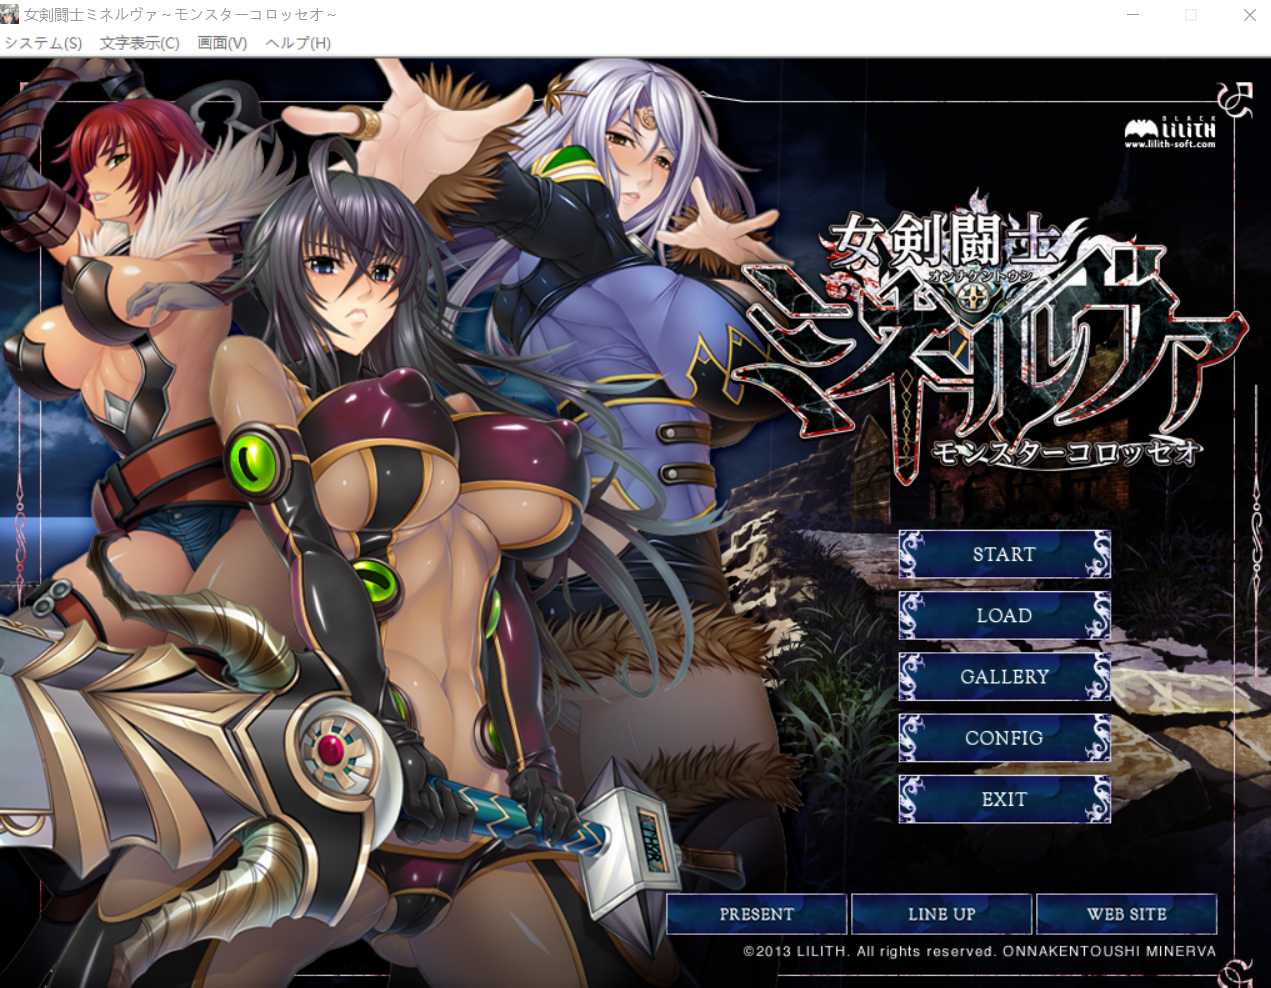 女剣闘士ミネルヴァ～モンスターコロッセオ～
システム(S) 文字表示(C) 画面(V) ヘルプ(H)
BLACK
LiLiTH
www.lilith-soft.com
女剣闘士
オンナケントウシ
ミネルヴァ
モンスターコロッセオ
START
LOAD
GALLERY
CONFIG
EXIT
PRESENT LINE UP WEB SITE
©2013 LILITH. All rights reserved. ONNAKENTOUSHI MINERVA